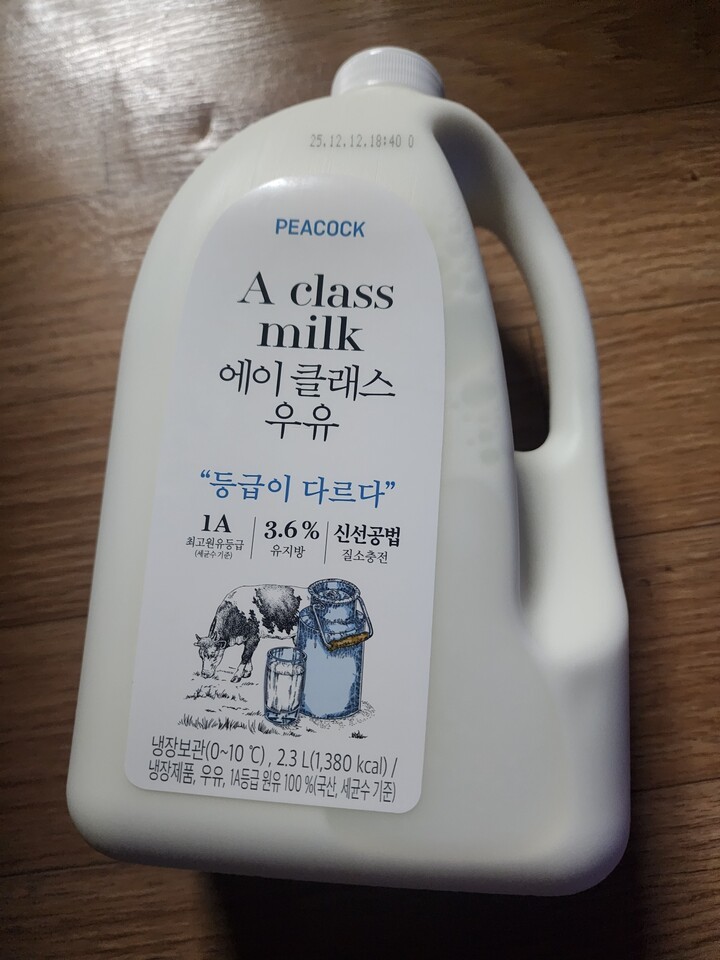 25.12.12.18:40 0
PEACOCK
A class
milk
에이 클래스
우유
“등급이 다르다”
1A
최고원유등급
(세균수 기준)
3.6 %
유지방
신선공법
질소충전
냉장보관(0~10 ℃) , 2.3 L(1,380 kcal) /
냉장제품, 우유, 1A등급 원유 100 %(국산, 세균수 기준)